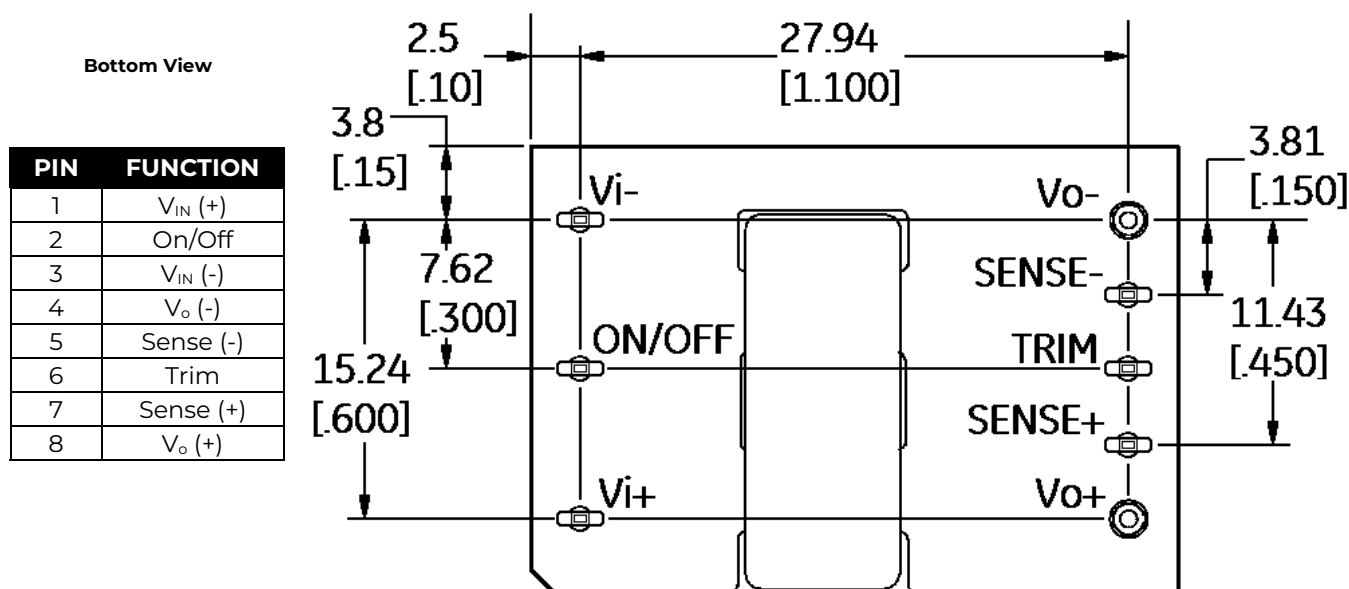 Bottom View
PIN FUNCTION
1 VIN (+)
2 On/Off
3 VIN (-)
4 Vo (-)
5 Sense (-)
6 Trim
7 Sense (+)
8 Vo (+)
2.5
[.10]
27.94
[1.100]
3.8
[.15]
3.81
[.150]
Vi-
Vo-
7.62
[.300]
SENSE-
11.43
[.450]
ON/OFF
TRIM
15.24
[.600]
SENSE+
Vi+
Vo+